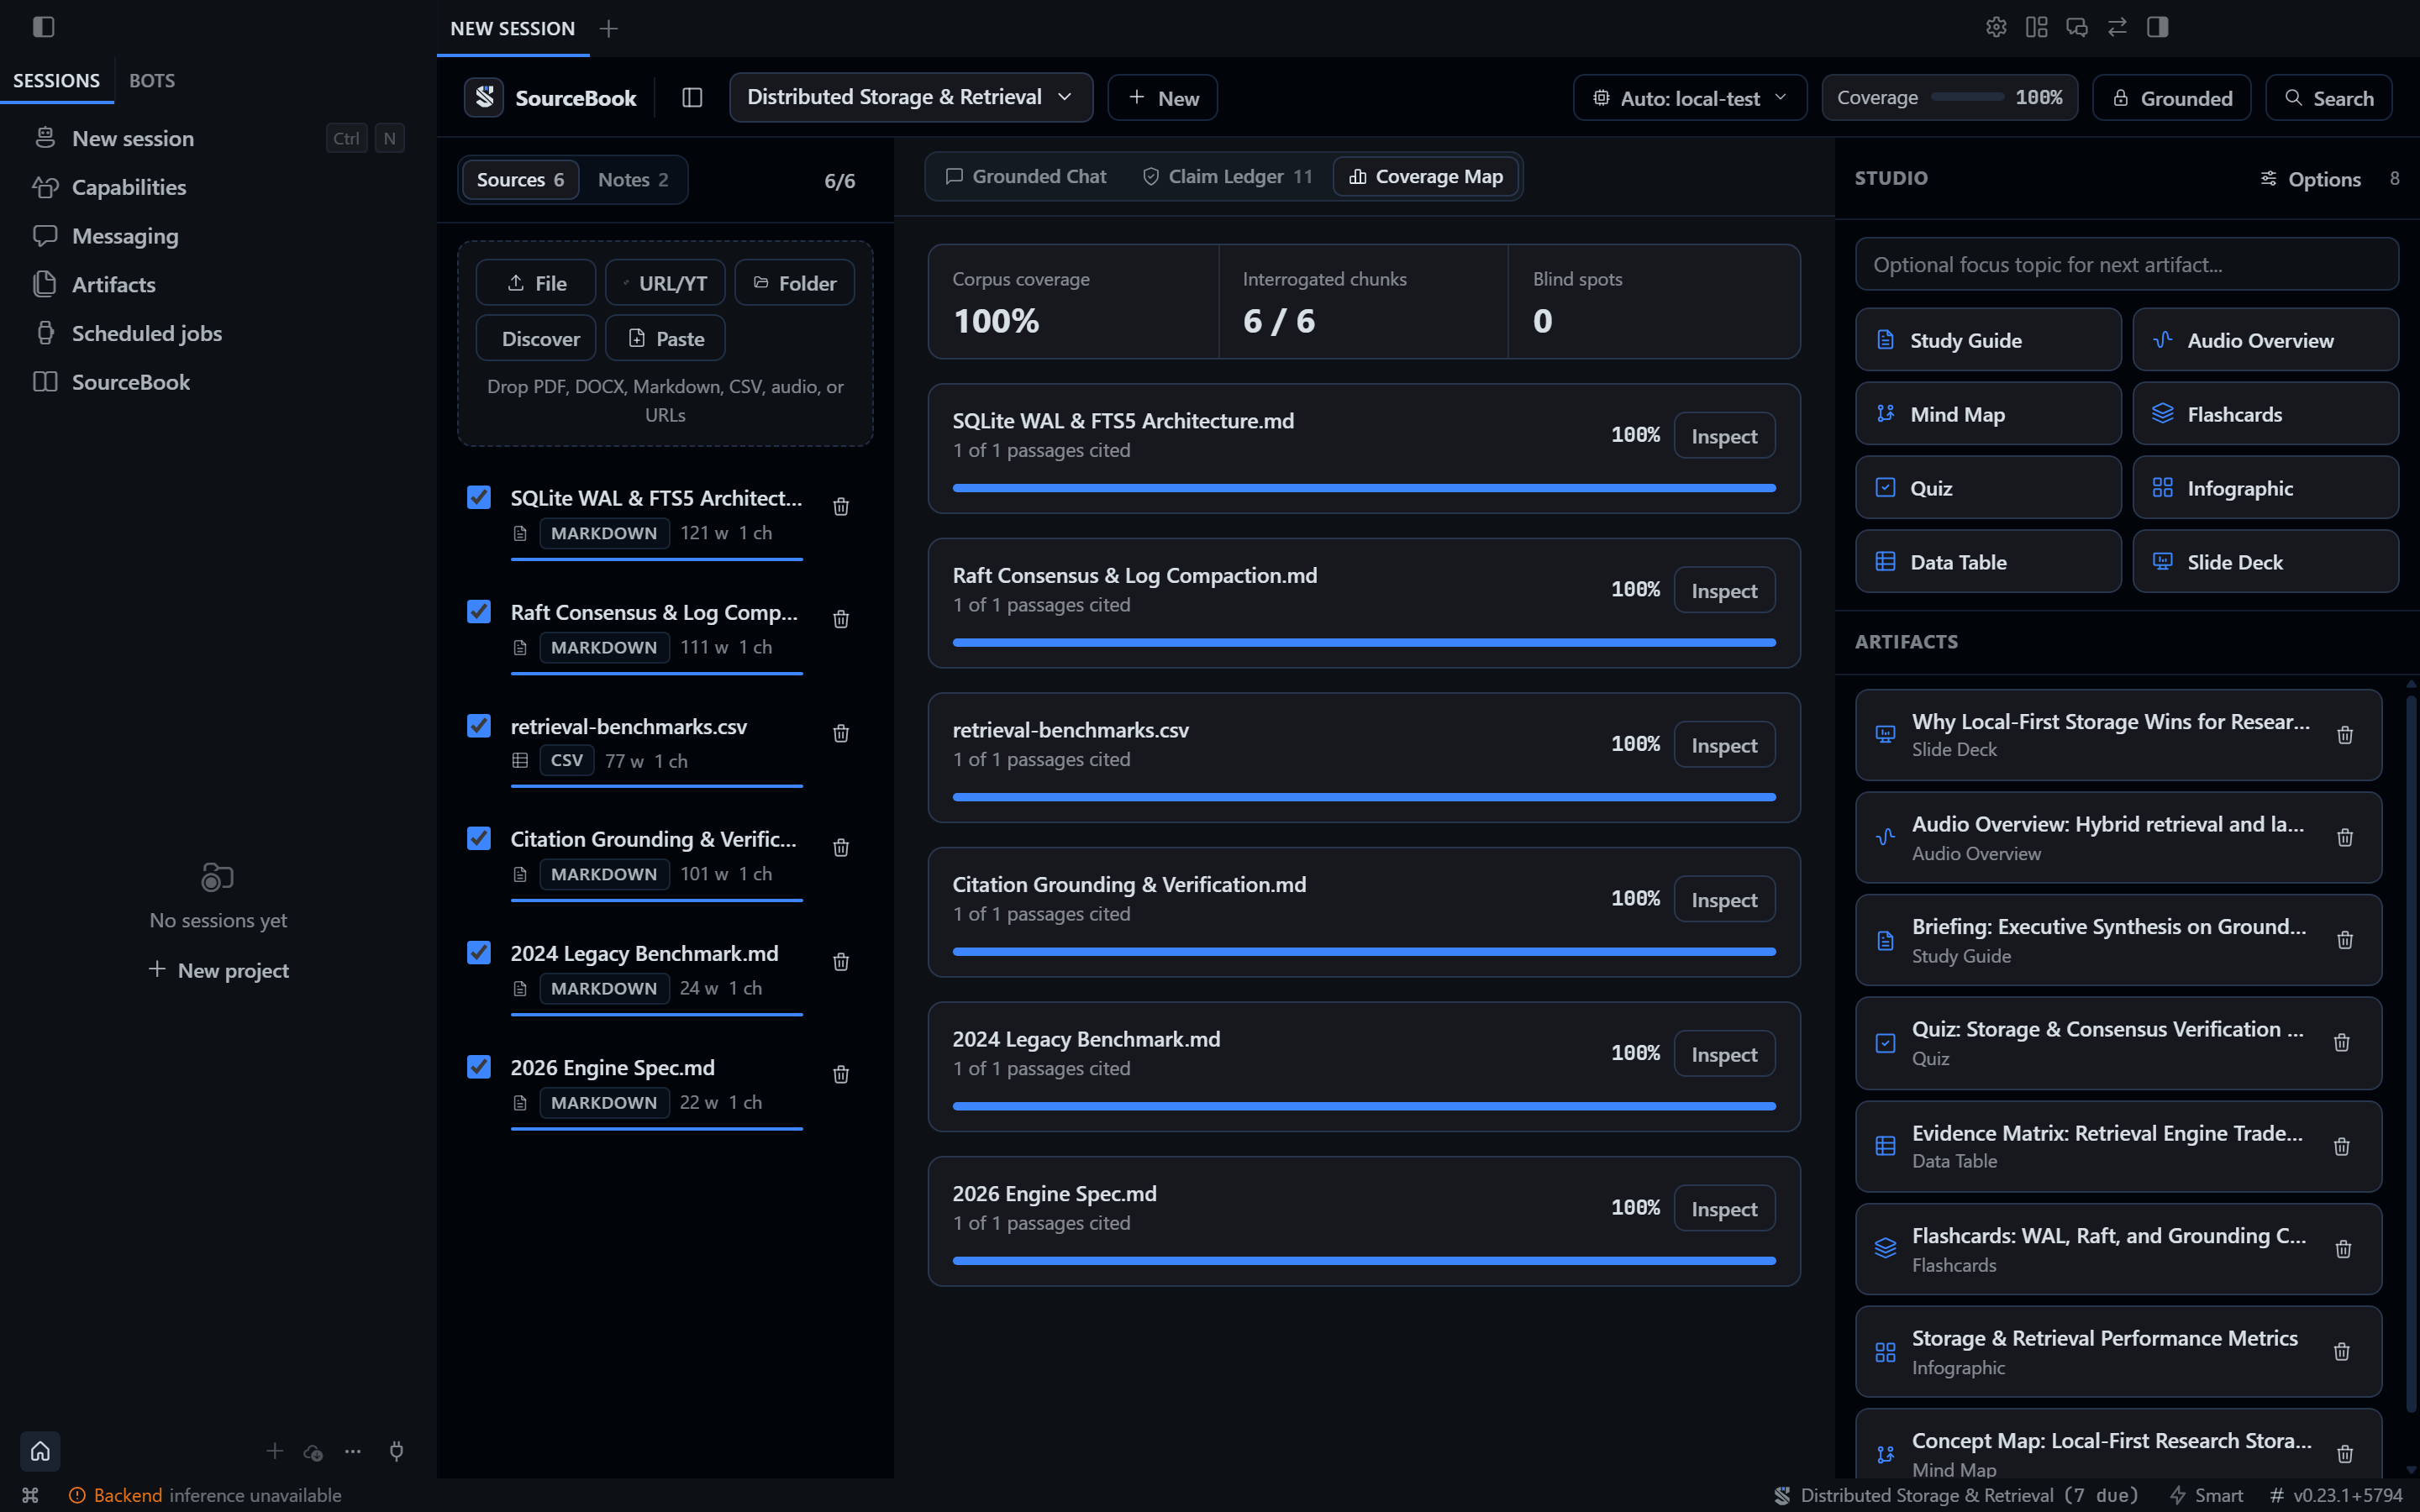 NEW SESSION
SESSIONS
BOTS
New session
Ctrl
N
Capabilities
Messaging
Artifacts
Scheduled jobs
SourceBook
No sessions yet
New project
SourceBook
Distributed Storage & Retrieval
New
Auto: local-test
Coverage
100%
Grounded
Search
Sources 6
Notes 2
6/6
File
URL/YT
Folder
Discover
Paste
Drop PDF, DOCX, Markdown, CSV, audio, or
URLs
SQLite WAL & FTS5 Architect...
MARKDOWN 121 w 1 ch
Raft Consensus & Log Comp...
MARKDOWN 111 w 1 ch
retrieval-benchmarks.csv
CSV 77 w 1 ch
Citation Grounding & Verific...
MARKDOWN 101 w 1 ch
2024 Legacy Benchmark.md
MARKDOWN 24 w 1 ch
2026 Engine Spec.md
MARKDOWN 22 w 1 ch
Grounded Chat
Claim Ledger 11
Coverage Map
Corpus coverage
100%
Interrogated chunks
6 / 6
Blind spots
0
SQLite WAL & FTS5 Architecture.md
1 of 1 passages cited
100%
Inspect
Raft Consensus & Log Compaction.md
1 of 1 passages cited
100%
Inspect
retrieval-benchmarks.csv
1 of 1 passages cited
100%
Inspect
Citation Grounding & Verification.md
1 of 1 passages cited
100%
Inspect
2024 Legacy Benchmark.md
1 of 1 passages cited
100%
Inspect
2026 Engine Spec.md
1 of 1 passages cited
100%
Inspect
STUDIO
Options 8
Optional focus topic for next artifact...
Study Guide
Audio Overview
Mind Map
Flashcards
Quiz
Infographic
Data Table
Slide Deck
ARTIFACTS
Why Local-First Storage Wins for Resear...
Slide Deck
Audio Overview: Hybrid retrieval and la...
Audio Overview
Briefing: Executive Synthesis on Ground...
Study Guide
Quiz: Storage & Consensus Verification ...
Quiz
Evidence Matrix: Retrieval Engine Trade...
Data Table
Flashcards: WAL, Raft, and Grounding C...
Flashcards
Storage & Retrieval Performance Metrics
Infographic
Concept Map: Local-First Research Stora...
Mind Map
Backend inference unavailable
Distributed Storage & Retrieval (7 due)
Smart
# v0.23.1+5794